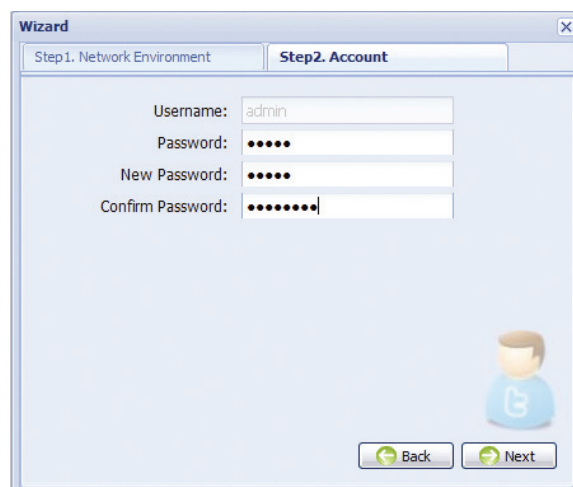 Wizard
Step1. Network Environment
Step2. Account
Username: admin
Password: •••••
New Password: •••••
Confirm Password: ••••••••
Back
Next